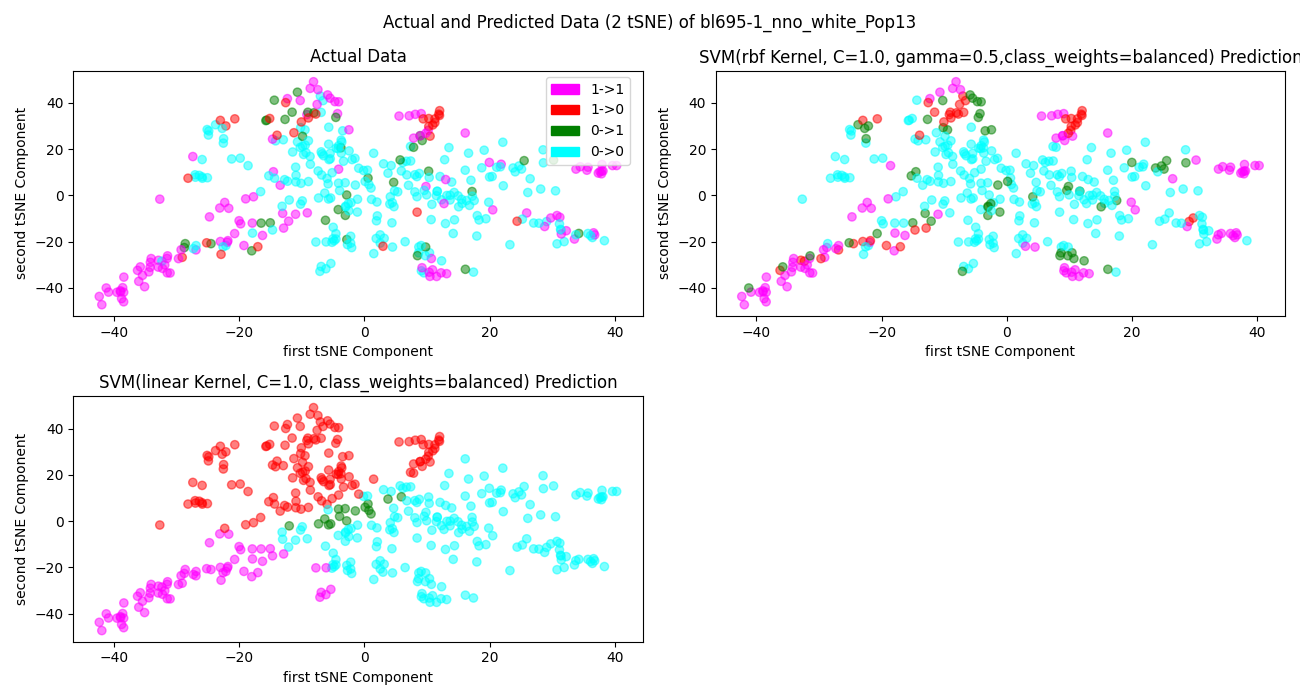 Actual and Predicted Data (2 tSNE) of bl695-1_nno_white_Pop13
Actual Data
second tSNE Component
40
20
0
−20
−40
−40 −20 0 20 40
first tSNE Component
1->1
1->0
0->1
0->0
SVM(rbf Kernel, C=1.0, gamma=0.5,class_weights=balanced) Prediction
second tSNE Component
40
20
0
−20
−40
−40 −20 0 20 40
first tSNE Component
SVM(linear Kernel, C=1.0, class_weights=balanced) Prediction
second tSNE Component
40
20
0
−20
−40
−40 −20 0 20 40
first tSNE Component